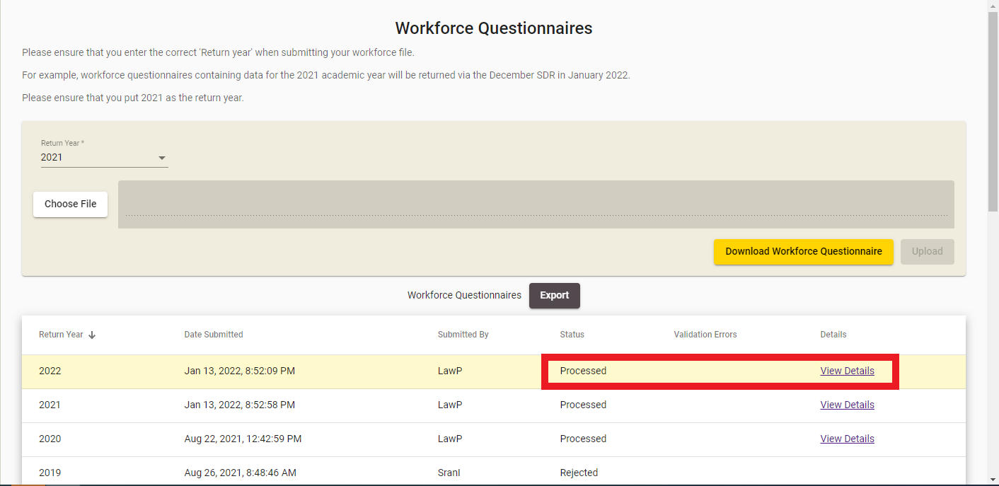 Workforce Questionnaires
Please ensure that you enter the correct 'Return year' when submitting your workforce file.
For example, workforce questionnaires containing data for the 2021 academic year will be returned via the December SDR in January 2022.
Please ensure that you put 2021 as the return year.
Return Year *
2021
Choose File
Download Workforce Questionnaire Upload
Workforce Questionnaires Export
Return Year Date Submitted Submitted By Status Validation Errors Details
2022 Jan 13, 2022, 8:52:09 PM LawP Processed View Details
2021 Jan 13, 2022, 8:52:58 PM LawP Processed View Details
2020 Aug 22, 2021, 12:42:59 PM LawP Processed View Details
2019 Aug 26, 2021, 8:48:46 AM SranI Rejected